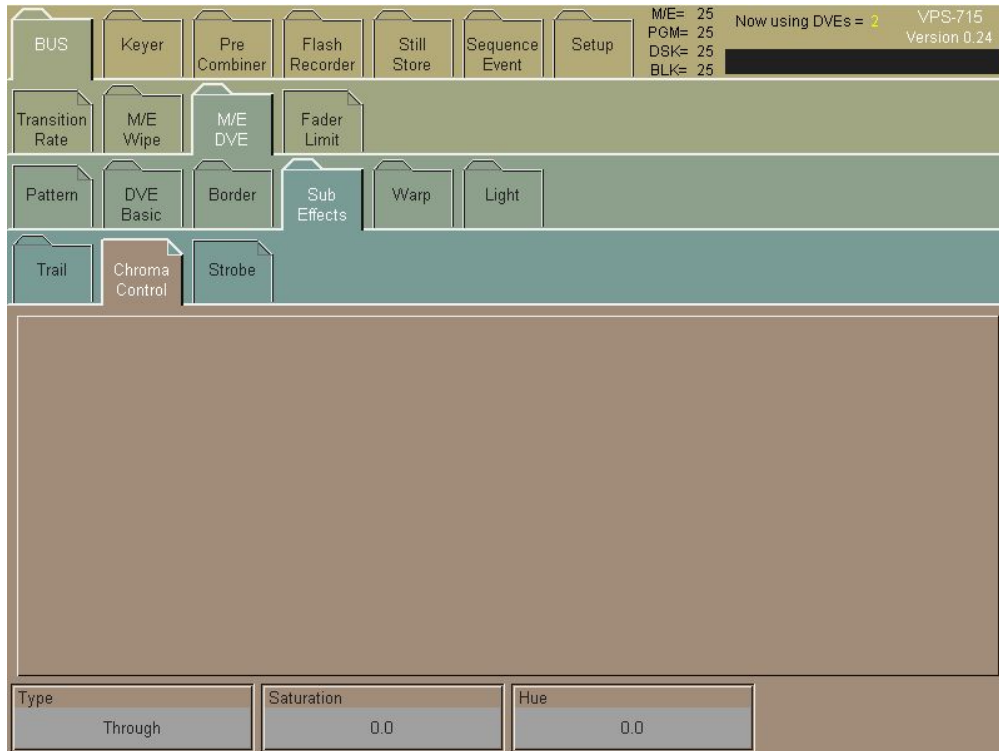 BUS
Keyer
Pre
Combiner
Flash
Recorder
Still
Store
Sequence
Event
Setup
M/E= 25
PGM= 25
DSK= 25
BLK= 25
Now using DVEs = 2
VPS-715
Version 0.24
Transition
Rate
M/E
Wipe
M/E
DVE
Fader
Limit
Pattern
DVE
Basic
Border
Sub
Effects
Warp
Light
Trail
Chroma
Control
Strobe
Type
Through
Saturation
0.0
Hue
0.0